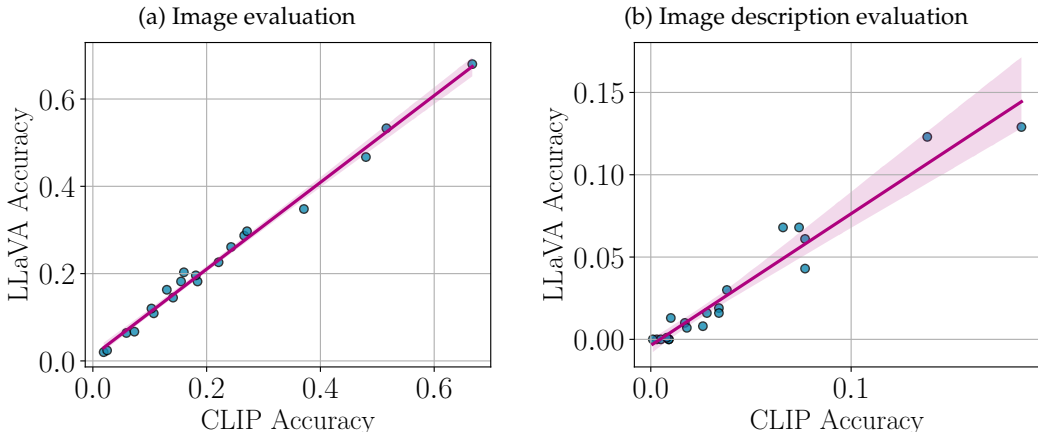 (a) Image evaluation
(b) Image description evaluation
LLaVA Accuracy
0.6
0.4
0.2
0.0
0.0 0.2 0.4 0.6
CLIP Accuracy
LLaVA Accuracy
0.15
0.10
0.05
0.00
0.0 0.1
CLIP Accuracy